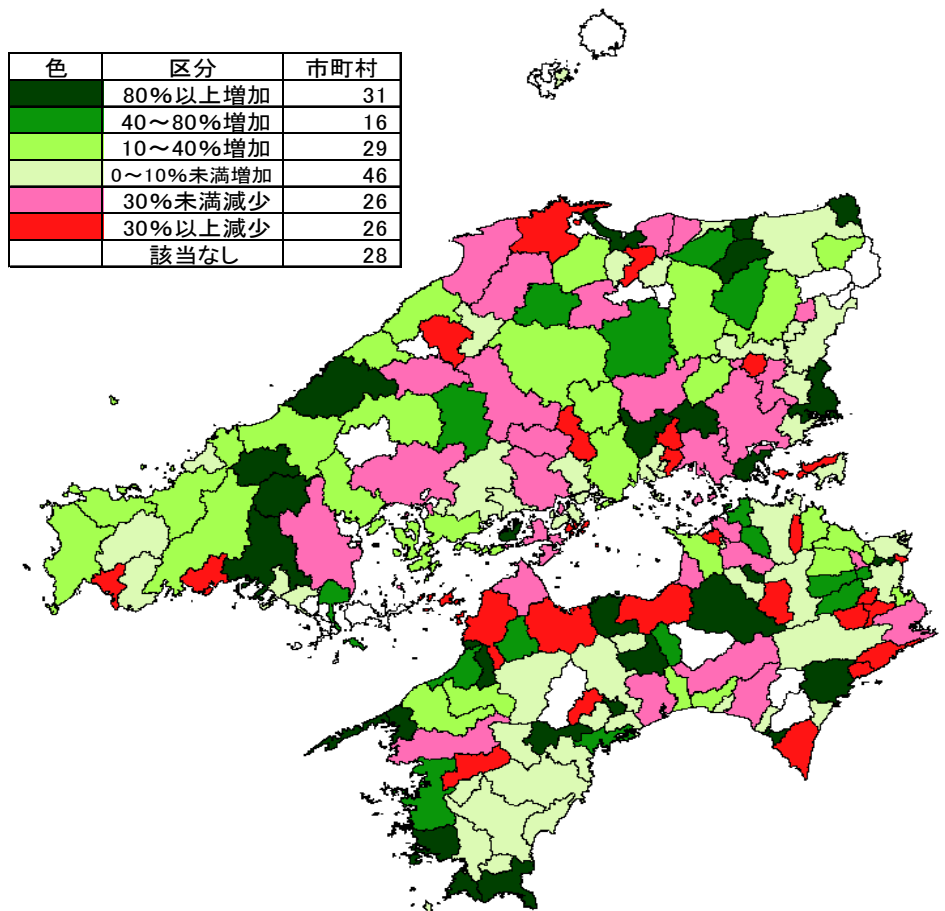 色 区分 市町村
80%以上増加 31
40～80%増加 16
10～40%増加 29
0～10%未満増加 46
30%未満減少 26
30%以上減少 26
該当なし 28